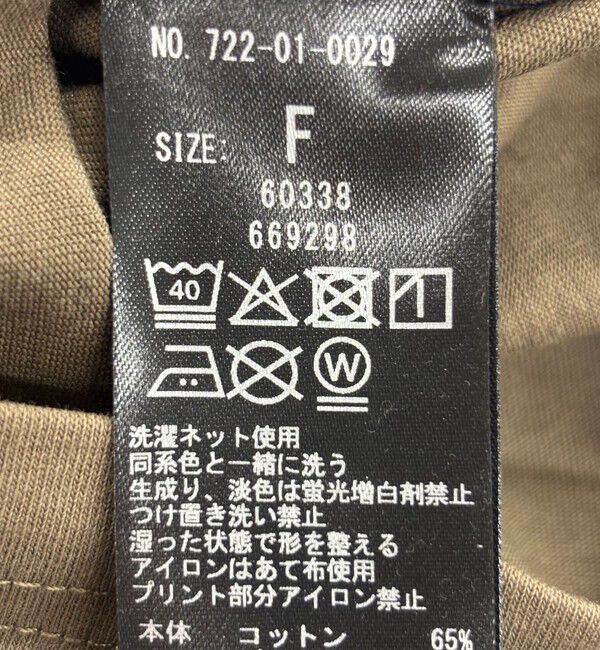 NO. 722-01-0029
SIZE: F
60338
669298
40
W
洗濯ネット使用
同系色と一緒に洗う
生成り、淡色は蛍光増白剤禁止
つけ置き洗い禁止
湿った状態で形を整える
アイロンはあて布使用
プリント部分アイロン禁止
本体 コットン 65%